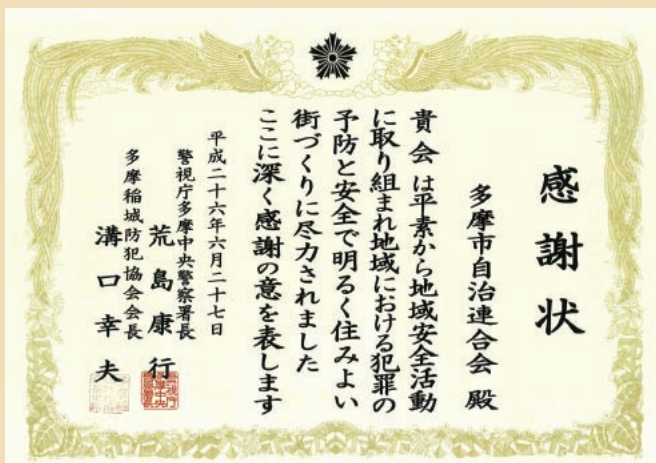 感謝状
多摩市自治連合会 殿
貴会は平素から地域安全活動
に取り組まれ地域における犯罪の
予防と安全で明るく住みよい
街づくりに尽力されました
ここに深く感謝の意を表します
平成二十六年六月二十七日
警視庁多摩中央警察署長
荒島康行
多摩稲城防犯協会会長
溝口幸夫